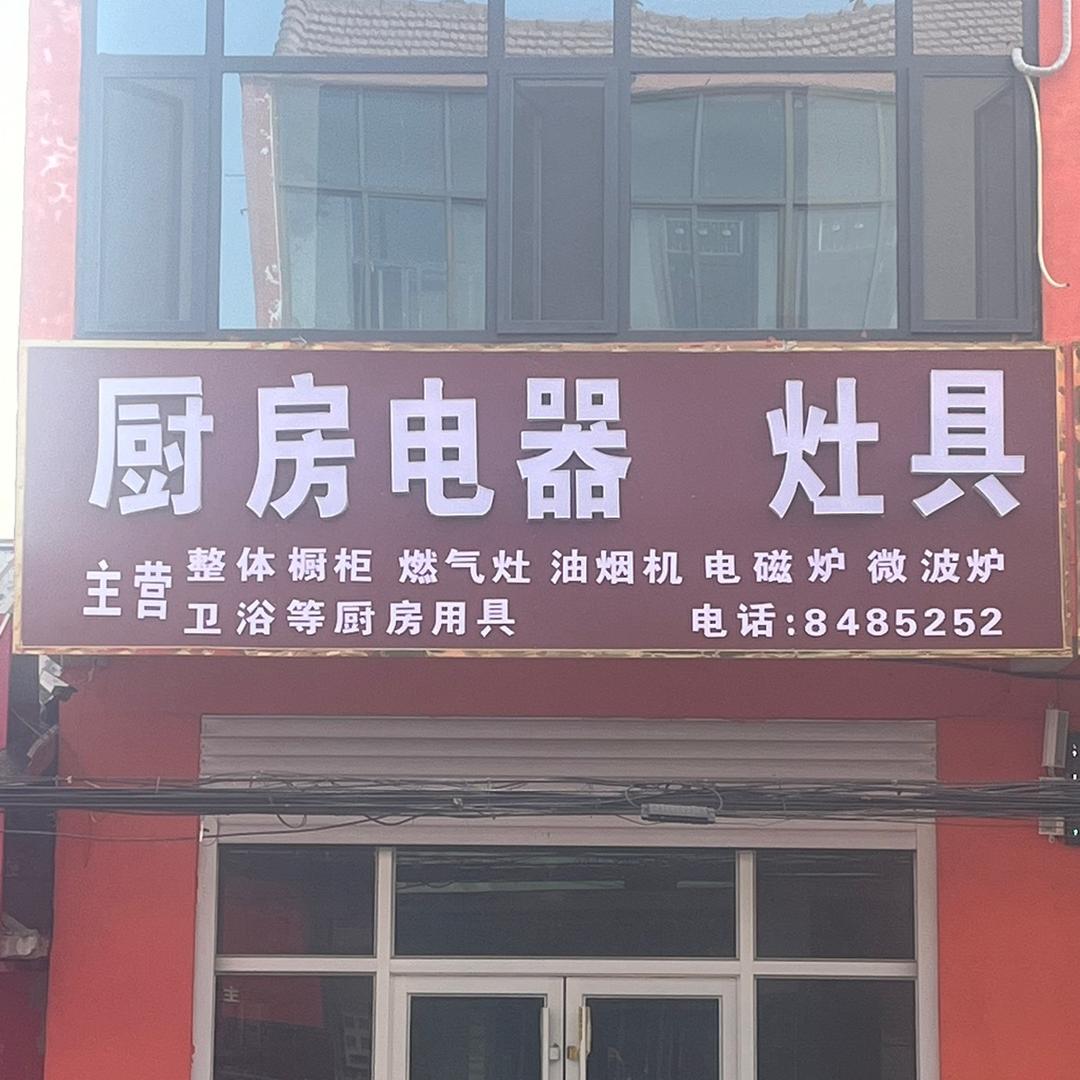 厨房电器 灶具
主营
整体橱柜 燃气灶 油烟机 电磁炉 微波炉
卫浴等厨房用具 电话:8485252